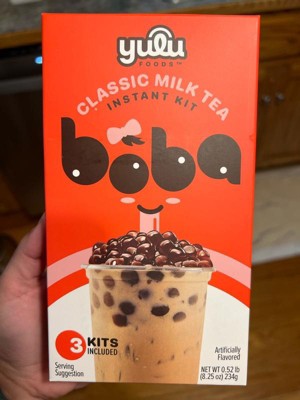 yulu
FOODS™
CLASSIC MILK TEA
INSTANT KIT
boba
3 KITS
INCLUDED
Serving
Suggestion
Artificially
Flavored
NET WT 0.52 lb
(8.25 oz) 234g